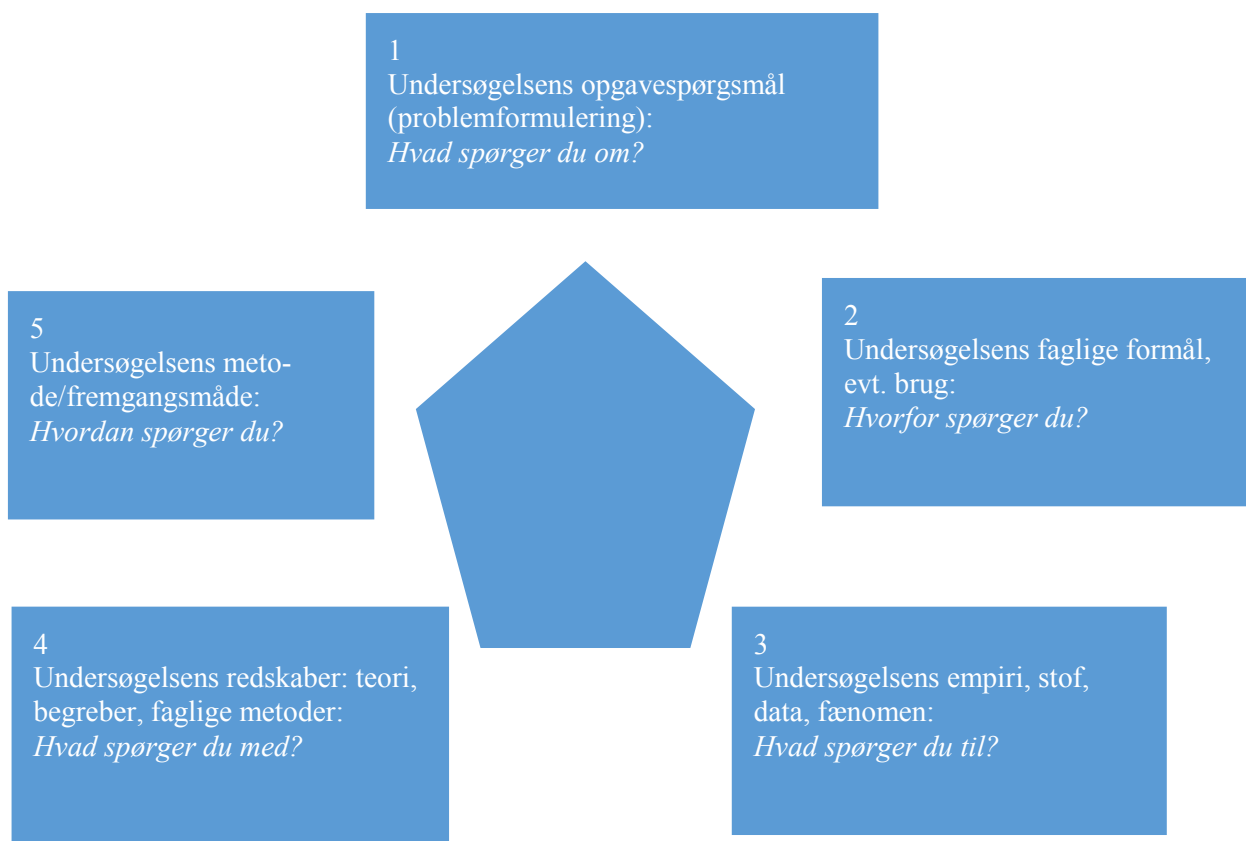 1
Undersøgelsens opgavespørgsmål
(problemformulering):
Hvad spørger du om?
2
Undersøgelsens faglige formål,
evt. brug:
Hvorfor spørger du?
3
Undersøgelsens empiri, stof,
data, fænomen:
Hvad spørger du til?
4
Undersøgelsens redskaber: teori,
begreber, faglige metoder:
Hvad spørger du med?
5
Undersøgelsens meto-
de/fremgangsmåde:
Hvordan spørger du?